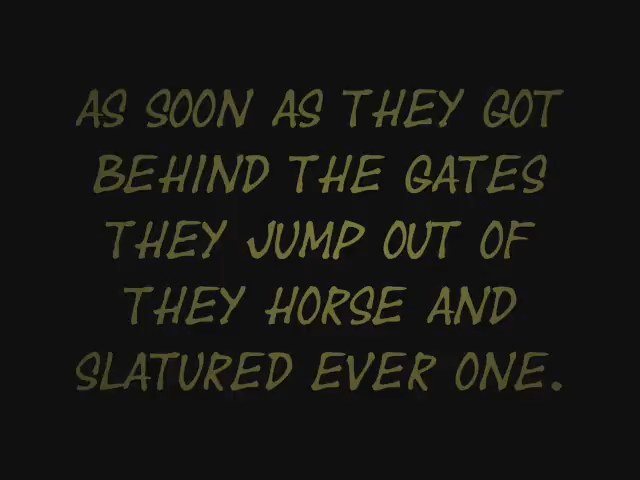 AS SOON AS THEY GOT
BEHIND THE GATES
THEY JUMP OUT OF
THEY HORSE AND
SLATURED EVER ONE.